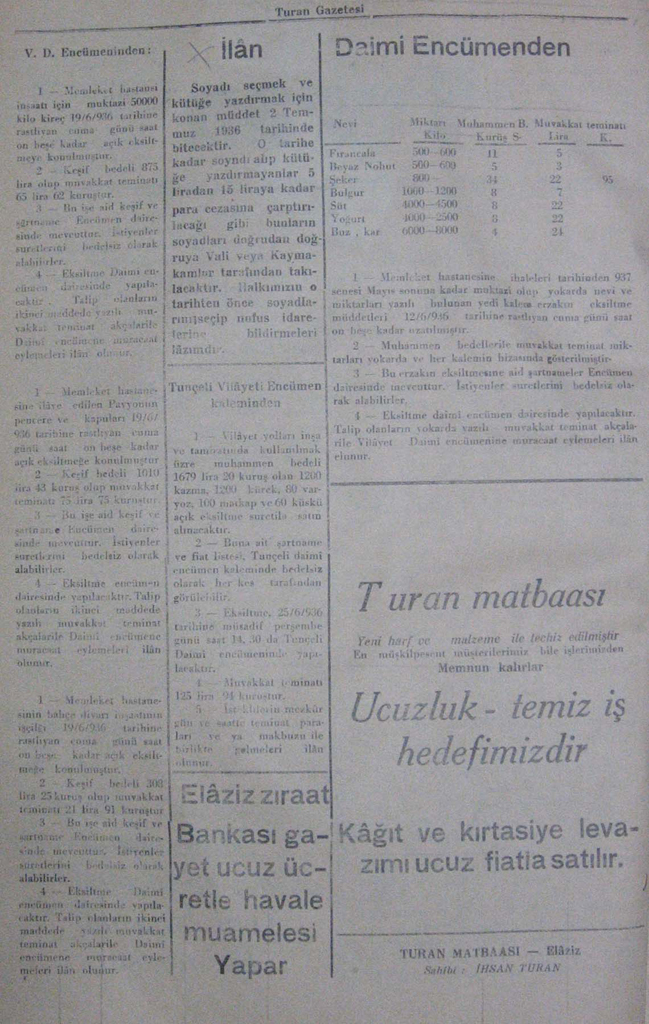 Turan Gazetesi
V. D. Encümeninden:
1 — Memleket hastanesi
inşaatı için muktazi 50000
kilo kireç 19/6/936 tarihine
rastlıyan cuma günü saat
on beşe kadar açık eksilt-
meye konulmuştur.
2 — Keşif bedeli 875
lira olup muvakkat teminatı
65 lira 62 kuruştur.
3 — Bu işe aid keşif ve
şartname Encümen daire-
sinde mevcuttur. İstiyenler
suretlerini bedelsiz olarak
alabilirler.
4 — Eksiltme Daimi en-
cümen dairesinde yapıla-
caktır. Talip olanların
ikinci maddede yazılı mu-
vakkat teminat akçalarile
Daimi encümene müracaat
eylemeleri ilân olunur.
1 — Memleket hastane-
sine ilâve edilen Pavyonun
pencere ve kapuları 19/6/
936 tarihine rastlıyan cuma
günü saat on beşe kadar
açık eksiltmeğe konulmuştur
2 — Keşif bedeli 1010
lira 43 kuruş olup muvakkat
teminatı 75 lira 75 kuruştur.
3 — Bu işe aid keşif ve
şartname Encümen daire-
sinde mevcuttur. İstiyenler
suretlerini bedelsiz olarak
alabilirler.
4 — Eksiltme encümen
dairesinde yapılacaktır. Talip
olanların ikinci maddede
yazılı muvakkat teminat
akçalarile Daimi encümene
müracaat eylemeleri ilân
olunur.
1 — Memleket hastane-
sinin bahçe divarı inşaatının
işçiliği 19/6/936 tarihine
rastlıyan cuma günü saat
on beşe kadar açık eksilt-
meğe konulmuştur.
2 — Keşif bedeli 308
lira 25 kuruş olup muvakkat
teminatı 21 lira 91 kuruştur
3 — Bu işe aid keşif ve
şartname Encümen daire-
sinde mevcuttur. İstiyenler
suretlerini bedelsiz olarak
alabilirler.
4 — Eksiltme Daimi
encümen dairesinde yapıla-
caktır. Talip olanların ikinci
maddede yazılı muvakkat
teminat akçalarile Daimi
encümene müracaat eyle-
meleri ilân olunur.
İlân
Soyadı seçmek ve
kütüğe yazdırmak için
konan müddet 2 Tem-
muz 1936 tarihinde
bitecektir. O tarihe
kadar soyadı alıp kütü-
ğe yazdırmayanlar 5
liradan 15 liraya kadar
para cezasına çarptırı-
lacağı gibi bunların
soyadları doğrudan doğ-
ruya Vali veya Kayma-
kamlar tarafından takı-
lacaktır. Halkımızın o
tarihten önce soyadla-
rını seçip nufus idare-
lerine bildirmeleri
lâzımdır.
Tunçeli Vilâyeti Encümen
kaleminden
1 — Vilâyet yolları inşa
ve tamiratında kullanılmak
üzre muhammen bedeli
1679 lira 20 kuruş olan 1200
kazma, 1200 kürek, 80 var-
yoz, 100 matkap ve 60 küskü
açık eksiltme suretile satın
alınacaktır.
2 — Buna ait şartname
ve fiat listesi, Tunçeli daimi
encümen kaleminde bedelsiz
olarak her kes tarafından
görülebilir.
3 — Eksiltme, 25/6/936
tarihine müsadif perşembe
günü saat 14, 30 da Tunçeli
Daimi encümeninde yapı-
lacaktır.
4 — Muvakkat teminatı
125 lira 94 kuruştur.
5 — İsteklilerin mezkûr
gün ve saatte teminat para-
ları ve ya makbuzu ile
birlikte gelmeleri ilân
olunur.
Elâziz ziraat
Bankası ga-
yet ucuz üc-
retle havale
muamelesi
Yapar
Daimi Encümenden
Nevi Miktarı Muhammen B. Muvakkat teminatı
Kilo Kuruş S- Lira K.
Francala 500—600 11 5
Beyaz Nohut 500—600 5 3
Şeker 800 — 34 22 95
Bulgur 1000—1200 8 7
Süt 4000—4500 8 22
Yoğurt 4000—2500 8 22
Buz, kar 6000—8000 4 24
1 — Memleket hastanesine ihaleleri tarihinden 937
senesi Mayıs sonuna kadar muktazi olup yokarda nevi ve
miktarları yazılı bulunan yedi kalem erzakın eksiltme
müddetleri 12/6/936 tarihine rastlıyan cuma günü saat
on beşe kadar uzatılmıştır.
2 — Muhammen bedellerile muvakkat teminat mik-
tarları yokarda ve her kalemin hizasında gösterilmiştir-
3 — Bu erzakın eksiltmesine aid şartnameler Encümen
dairesinde mevcuttur. İstiyenler suretlerini bedelsiz ola-
rak alabilirler.
4 — Eksiltme daimi encümen dairesinde yapılacaktır.
Talip olanların yokarda yazılı muvakkat teminat akçala-
rile Vilâyet Daimi encümenine müracaat eylemeleri ilân
olunur.
Turan matbaası
Yeni harf ve malzeme ile techiz edilmiştir
En müşkilpesent müşterilerimiz bile işlerimizden
Memnun kalırlar
Ucuzluk - temiz iş
hedefimizdir
Kâğıt ve kırtasiye leva-
zımı ucuz fiatla satılır.
TURAN MATBAASI — Elâziz
Sahibi : İHSAN TURAN